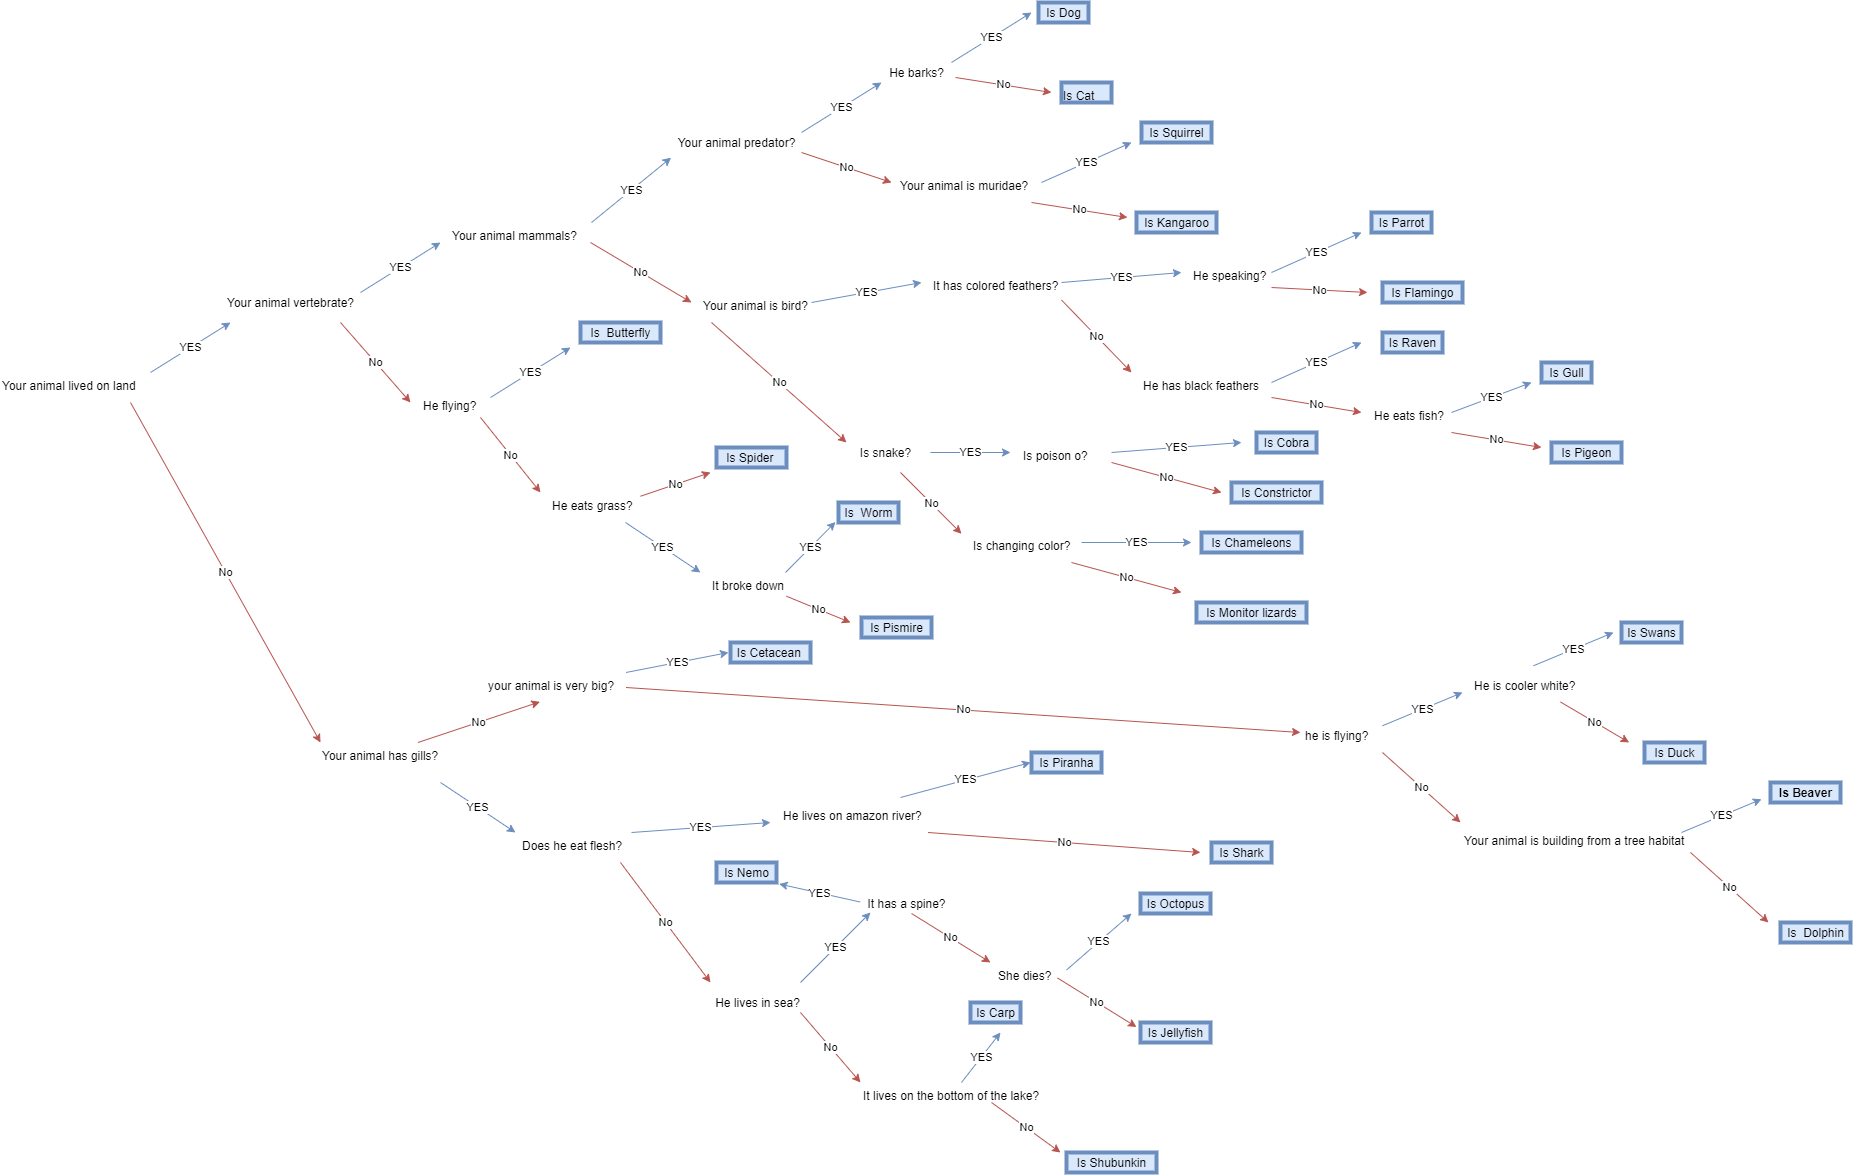 Is Dog
YES
He barks?
No
Is Cat
YES
Your animal predator?
Is Squirrel
No
YES
Your animal is muridae?
YES
No
Is Kangaroo
Is Parrot
Your animal mammals?
YES
He speaking?
No
YES
It has colored feathers?
YES
No
Is Flamingo
YES
Your animal is bird?
YES
Your animal vertebrate?
No
Is Raven
Is Butterfly
YES
YES
No
He has black feathers
Is Gull
YES
No
YES
Your animal lived on land
No
He eats fish?
He flying?
No
Is Pigeon
Is Cobra
YES
Is snake?
YES
Is poison o?
No
Is Spider
No
Is Constrictor
No
He eats grass?
No
Is Worm
YES
YES
Is changing color?
YES
Is Chameleons
No
It broke down
No
Is Monitor lizards
No
Is Pismire
Is Swans
YES
Is Cetacean
YES
your animal is very big?
He is cooler white?
No
YES
No
No
he is flying?
Is Duck
Your animal has gills?
Is Piranha
YES
No
Is Beaver
YES
YES
He lives on amazon river?
YES
Does he eat flesh?
No
Is Shark
Your animal is building from a tree habitat
Is Nemo
YES
It has a spine?
Is Octopus
No
No
YES
No
YES
Is Dolphin
She dies?
He lives in sea?
No
Is Carp
Is Jellyfish
No
YES
It lives on the bottom of the lake?
No
Is Shubunkin